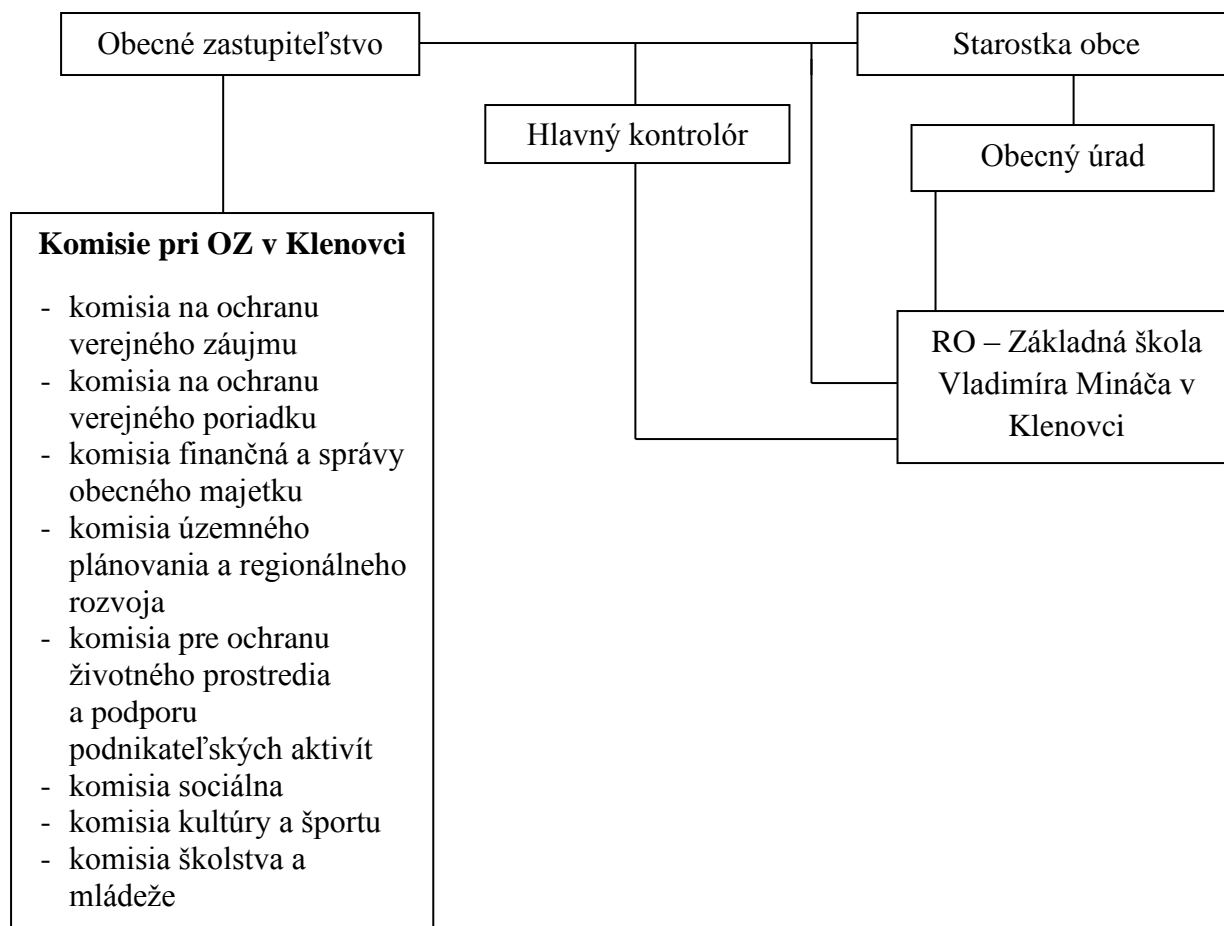 Obecné zastupiteľstvo
Starostka obce
Hlavný kontrolór
Obecný úrad
Komisie pri OZ v Klenovci
- komisia na ochranu
verejného záujmu
- komisia na ochranu
verejného poriadku
- komisia finančná a správy
obecného majetku
- komisia územného
plánovania a regionálneho
rozvoja
- komisia pre ochranu
životného prostredia
a podporu
podnikateľských aktivít
- komisia sociálna
- komisia kultúry a športu
- komisia školstva a
mládeže
RO – Základná škola
Vladimíra Mináča v
Klenovci